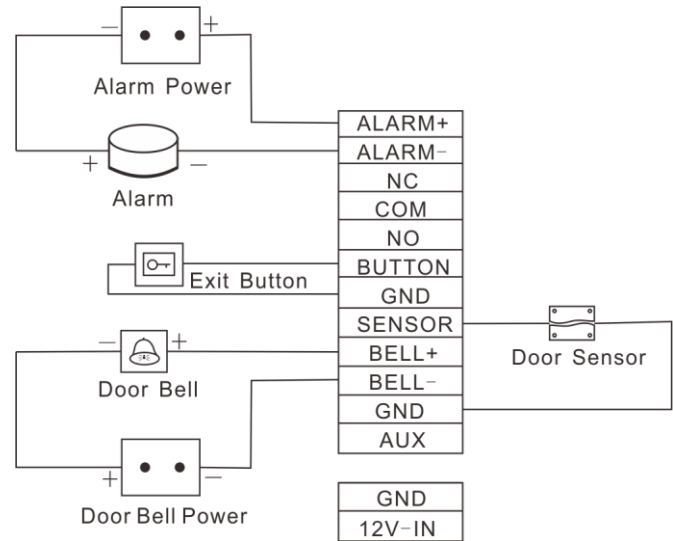 − +
Alarm Power
+ −
Alarm
Exit Button
− +
Door Bell
+ −
Door Bell Power
ALARM+
ALARM−
NC
COM
NO
BUTTON
GND
SENSOR
BELL+
BELL−
GND
AUX
GND
12V−IN
Door Sensor